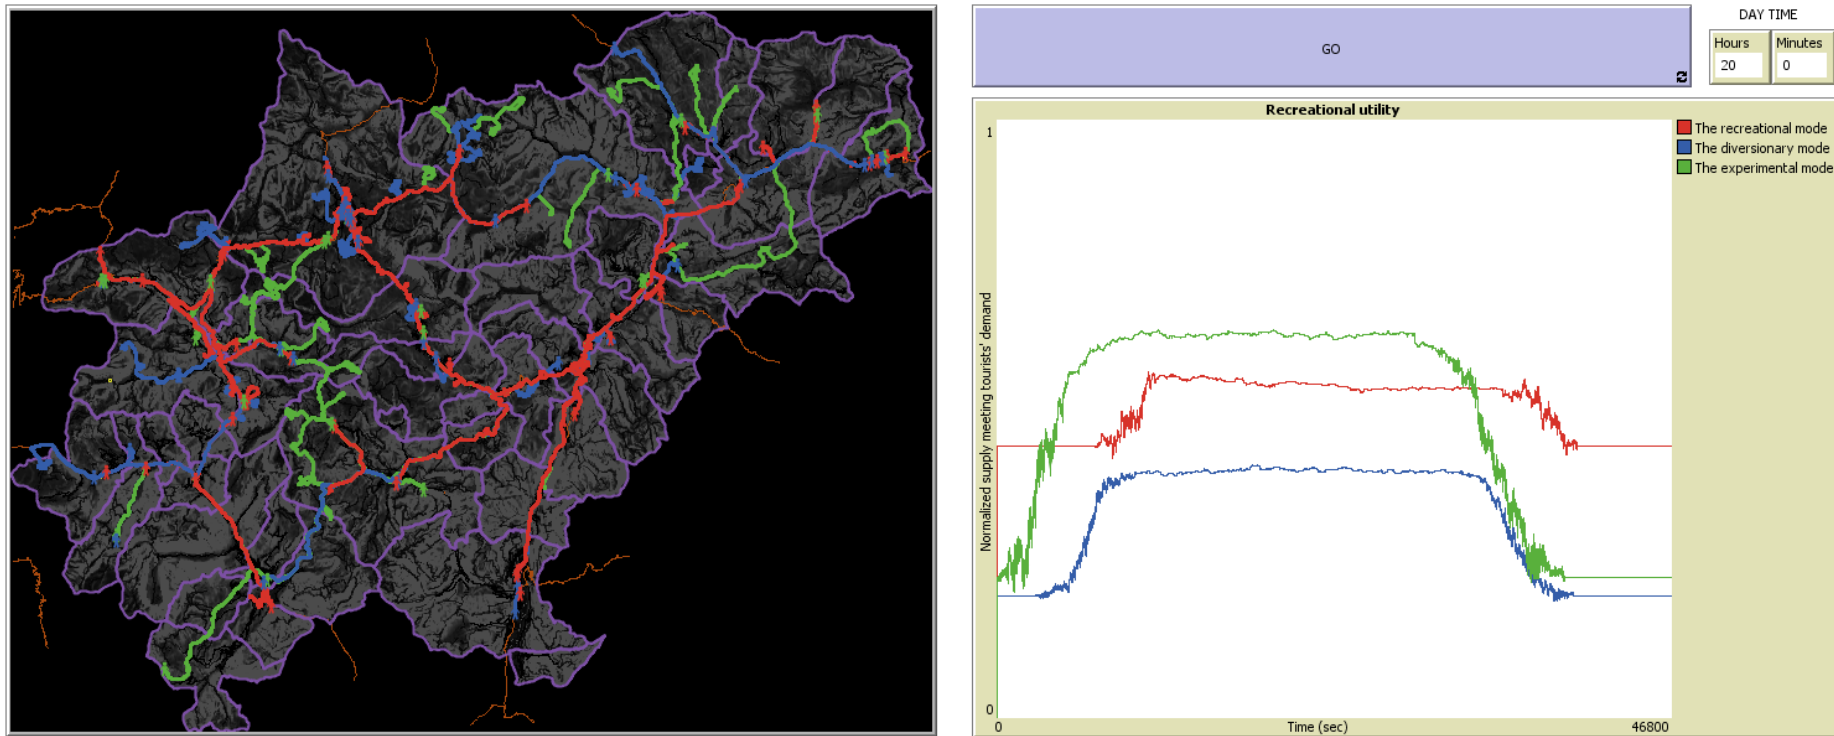 GO
DAY TIME
Hours
20
Minutes
0
Recreational utility
1
Normalized supply meeting tourists' demand
0
0
Time (sec)
46800
The recreational mode
The diversionary mode
The experimental mode